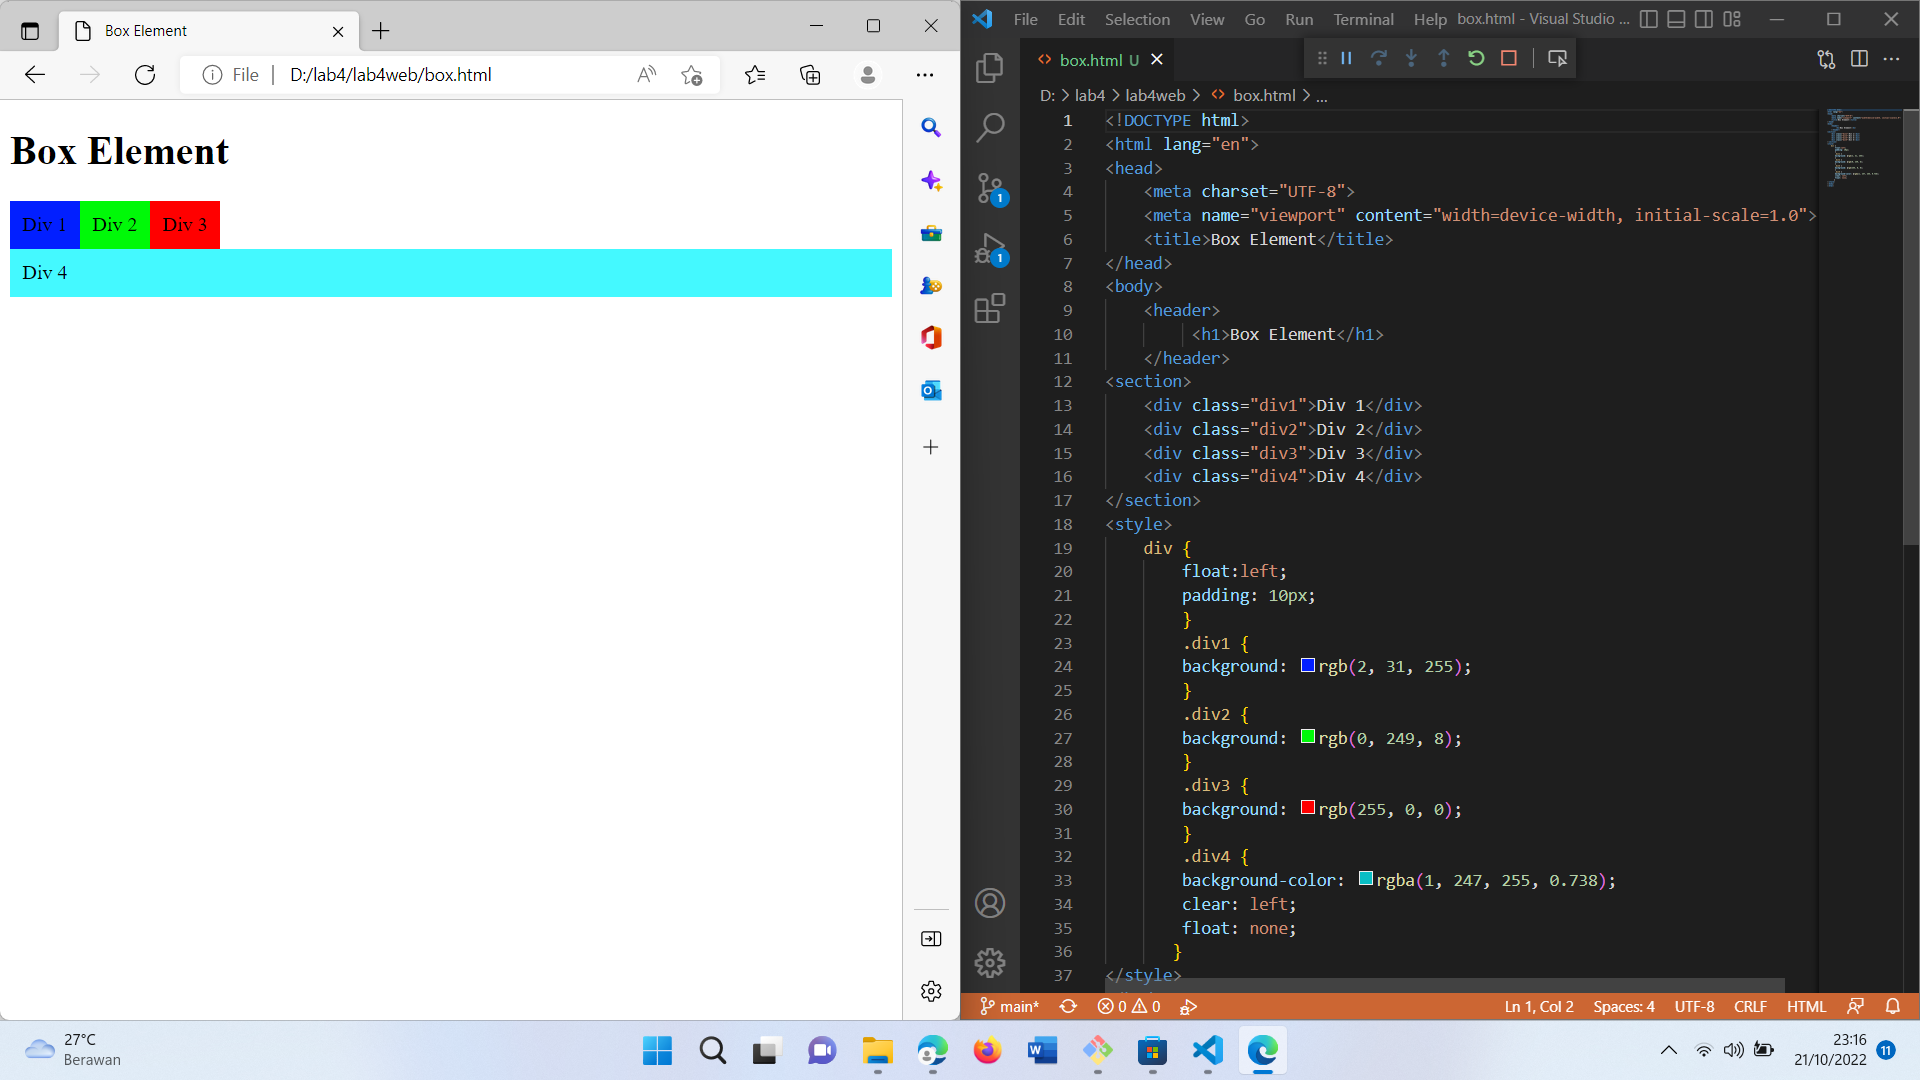 Box Element
File
D:/lab4/lab4web/box.html
Box Element
Div 1
Div 2
Div 3
Div 4
File Edit Selection View Go Run Terminal Help
box.html - Visual Studio ...
box.html U
D: > lab4 > lab4web > box.html > ...
1 <!DOCTYPE html>
2 <html lang="en">
3 <head>
4     <meta charset="UTF-8">
5     <meta name="viewport" content="width=device-width, initial-scale=1.0">
6     <title>Box Element</title>
7 </head>
8 <body>
9     <header>
10         <h1>Box Element</h1>
11     </header>
12 <section>
13     <div class="div1">Div 1</div>
14     <div class="div2">Div 2</div>
15     <div class="div3">Div 3</div>
16     <div class="div4">Div 4</div>
17 </section>
18 <style>
19     div {
20         float:left;
21         padding: 10px;
22         }
23         .div1 {
24         background: rgb(2, 31, 255);
25         }
26         .div2 {
27         background: rgb(0, 249, 8);
28         }
29         .div3 {
30         background: rgb(255, 0, 0);
31         }
32         .div4 {
33         background-color: rgba(1, 247, 255, 0.738);
34         clear: left;
35         float: none;
36        }
37 </style>
1
1
main*
0
0
Ln 1, Col 2
Spaces: 4
UTF-8
CRLF
HTML
27°C
Berawan
23:16
21/10/2022
11